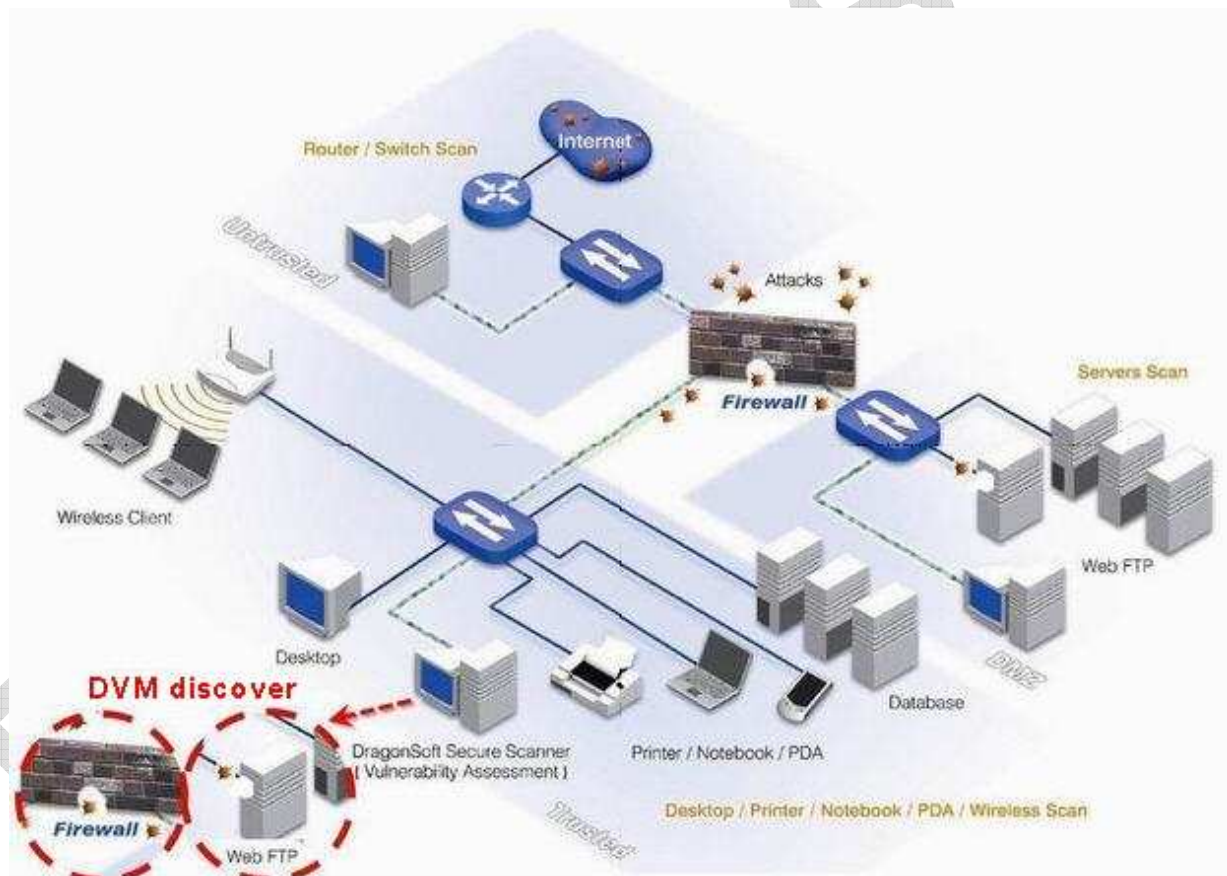 Internet
Router / Switch Scan
Untrusted
Attacks
Servers Scan
Firewall
Wireless Client
Web FTP
Desktop
DMZ
DVM discover
Database
DragonSoft Secure Scanner
( Vulnerability Assessment )
Printer / Notebook / PDA
Desktop / Printer / Notebook / PDA / Wireless Scan
Firewall
Trusted
Web FTP